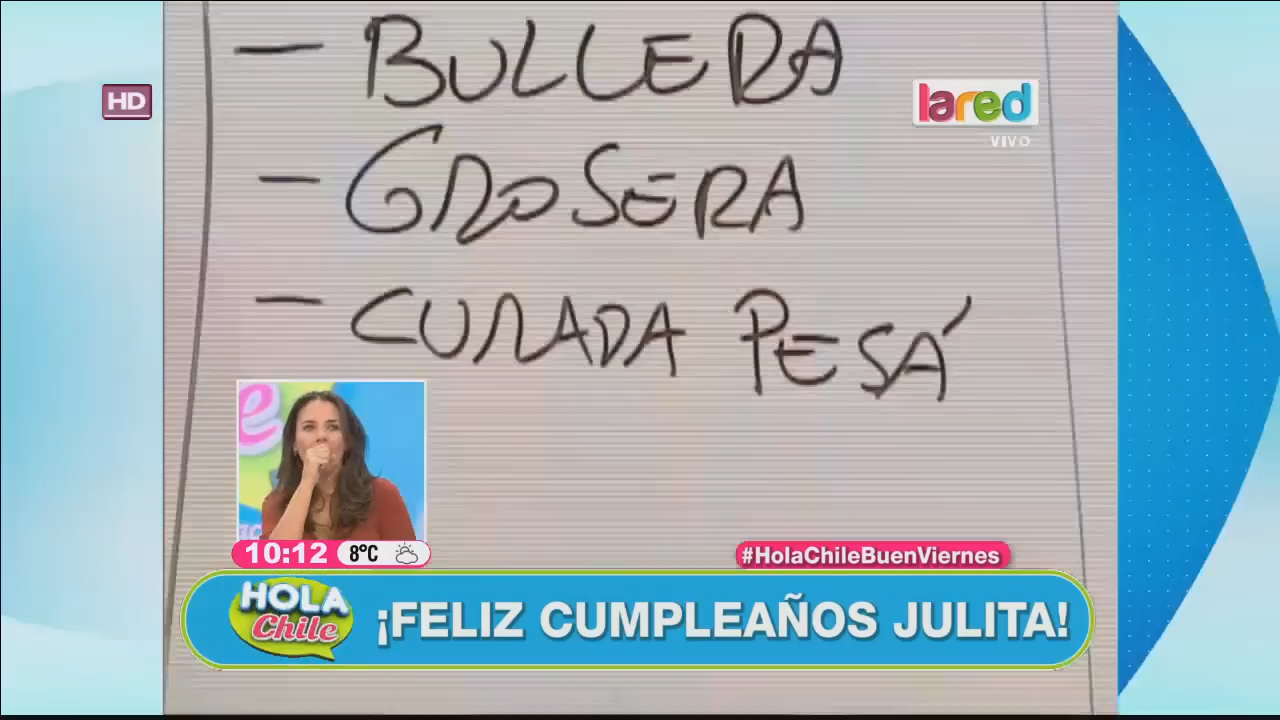 - BULLERA
HD
lared
VIVO
- GROSERA
- CURADA PESÁ
e
10:12 8°C
#HolaChileBuenViernes
HOLA Chile
¡FELIZ CUMPLEAÑOS JULITA!